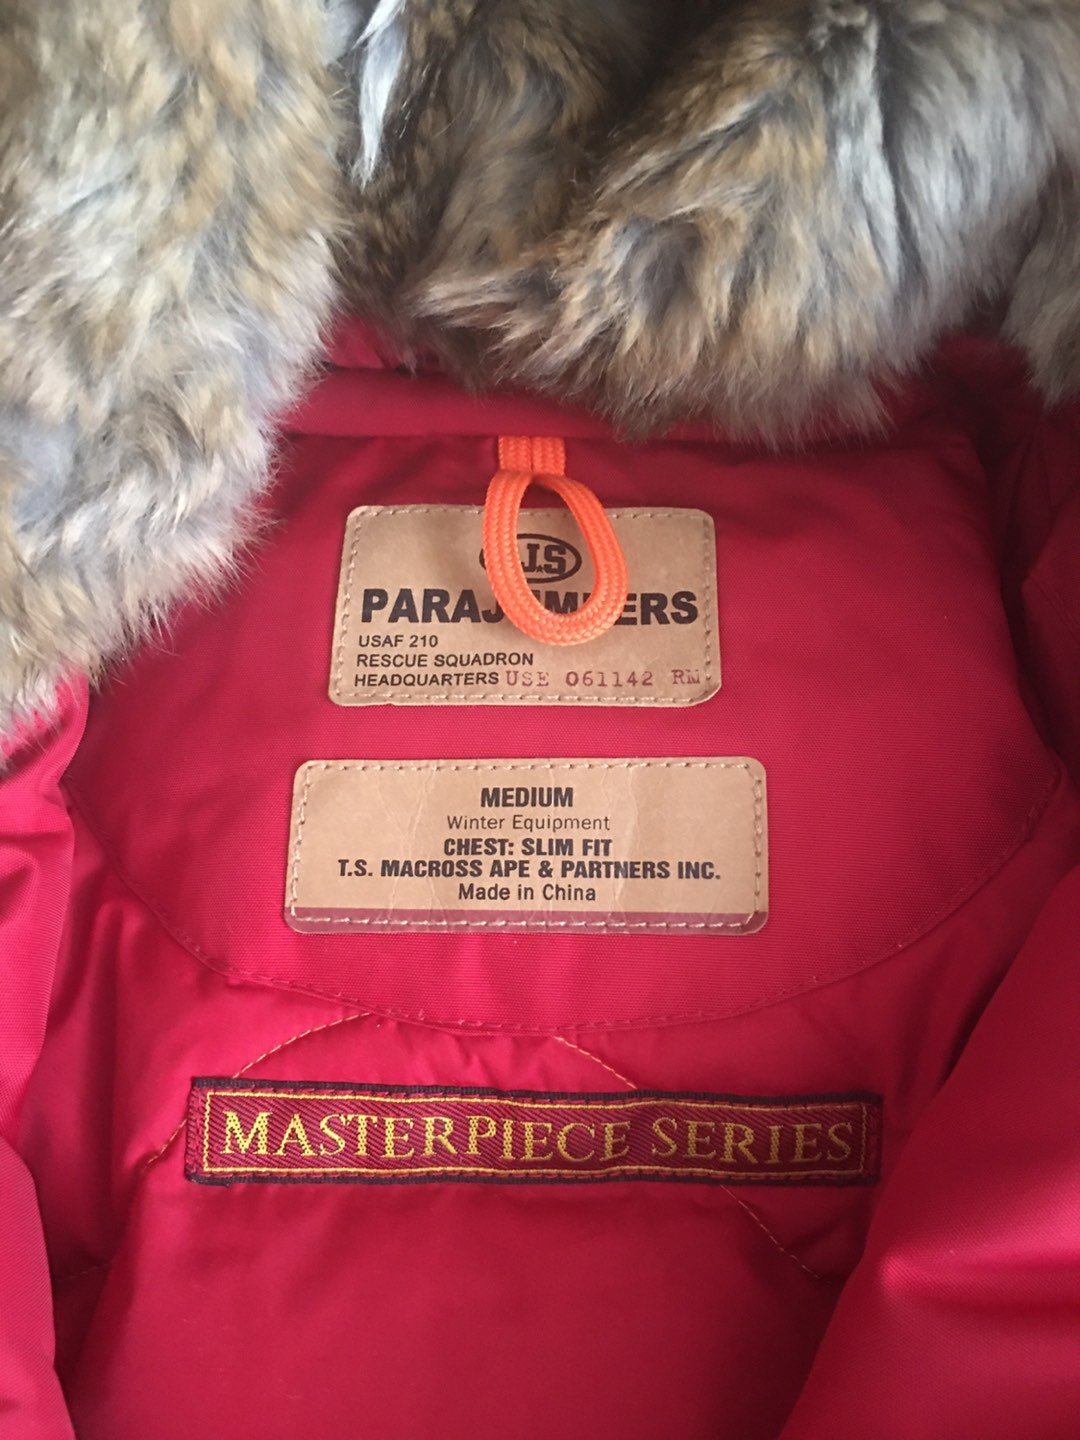 J.S
USAF 210
RESCUE SQUADRON
HEADQUARTERS USE 061142 RM
MEDIUM
Winter Equipment
CHEST: SLIM FIT
T.S. MACROSS APE & PARTNERS INC.
Made in China
MASTERPIECE SERIES